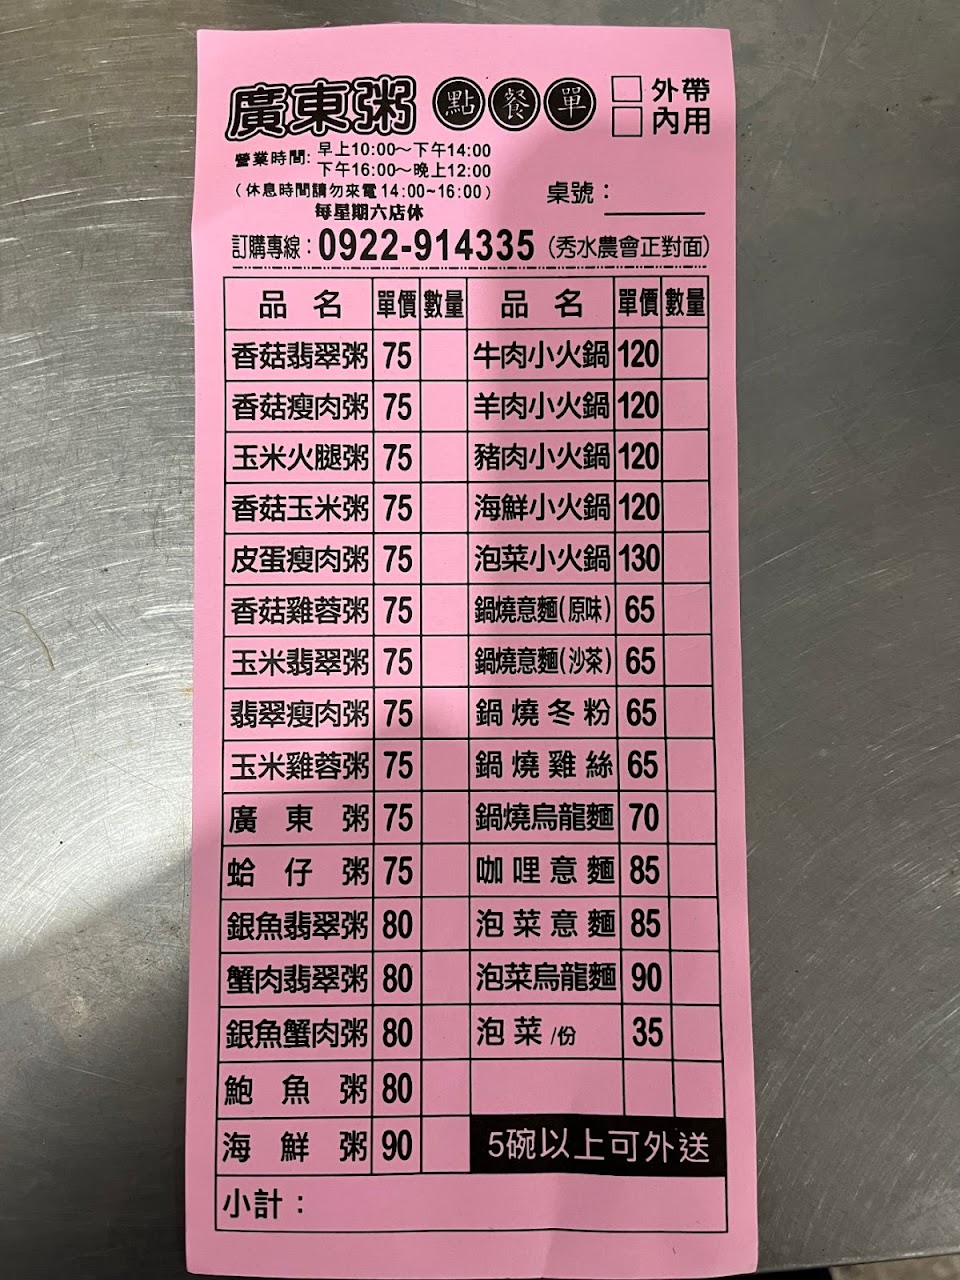 廣東粥 點餐單 □外帶
□內用
營業時間: 早上10:00～下午14:00
下午16:00～晚上12:00
(休息時間請勿來電14:00~16:00)
每星期六店休
桌號：
訂購專線：0922-914335 (秀水農會正對面)
品名 單價 數量 品名 單價 數量
香菇翡翠粥 75 牛肉小火鍋 120
香菇瘦肉粥 75 羊肉小火鍋 120
玉米火腿粥 75 豬肉小火鍋 120
香菇玉米粥 75 海鮮小火鍋 120
皮蛋瘦肉粥 75 泡菜小火鍋 130
香菇雞蓉粥 75 鍋燒意麵(原味) 65
玉米翡翠粥 75 鍋燒意麵(沙茶) 65
翡翠瘦肉粥 75 鍋燒冬粉 65
玉米雞蓉粥 75 鍋燒雞絲 65
廣東粥 75 鍋燒烏龍麵 70
蛤仔粥 75 咖哩意麵 85
銀魚翡翠粥 80 泡菜意麵 85
蟹肉翡翠粥 80 泡菜烏龍麵 90
銀魚蟹肉粥 80 泡菜/份 35
鮑魚粥 80
海鮮粥 90 5碗以上可外送
小計：